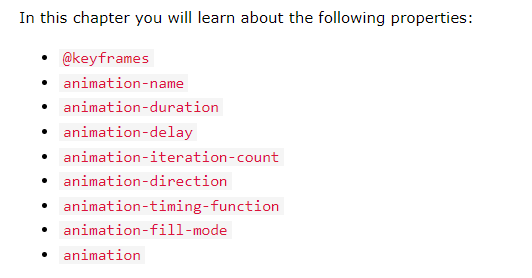 In this chapter you will learn about the following properties:
@keyframes
animation-name
animation-duration
animation-delay
animation-iteration-count
animation-direction
animation-timing-function
animation-fill-mode
animation